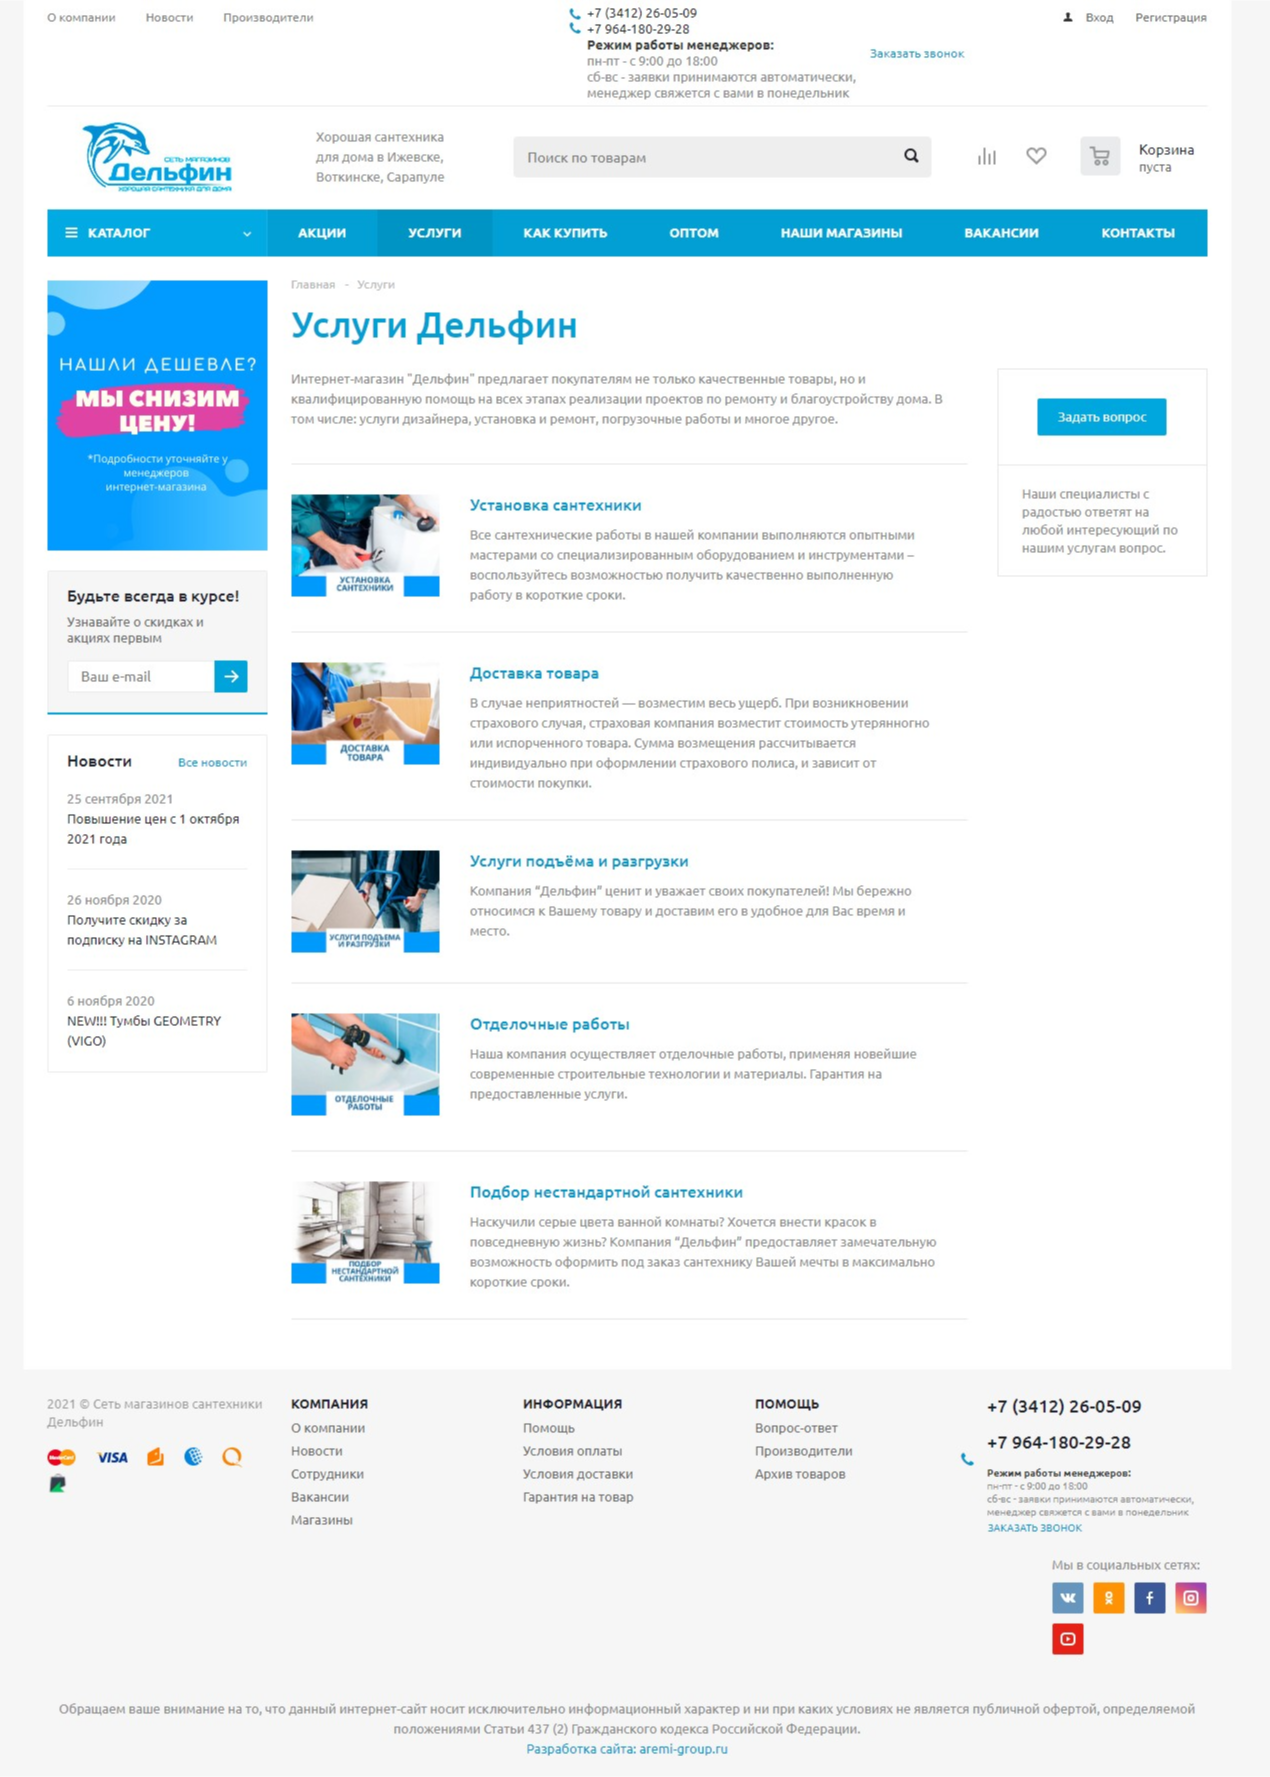 О компании Новости Производители
+7 (3412) 26-05-09
+7 964-180-29-28
Режим работы менеджеров:
пн-пт - с 9:00 до 18:00
сб-вс - заявки принимаются автоматически,
менеджер свяжется с вами в понедельник
Заказать звонок
Вход Регистрация
СЕТЬ МАГАЗИНОВ
Дельфин
ХОРОШАЯ САНТЕХНИКА ДЛЯ ДОМА
Хорошая сантехника
для дома в Ижевске,
Воткинске, Сарапуле
Поиск по товарам
Корзина
пуста
КАТАЛОГ АКЦИИ УСЛУГИ КАК КУПИТЬ ОПТОМ НАШИ МАГАЗИНЫ ВАКАНСИИ КОНТАКТЫ
НАШЛИ ДЕШЕВЛЕ?
МЫ СНИЗИМ
ЦЕНУ!
*Подробности уточняйте у
менеджеров
интернет-магазина
Будьте всегда в курсе!
Узнавайте о скидках и
акциях первым
Ваш e-mail
Новости Все новости
25 сентября 2021
Повышение цен с 1 октября
2021 года
26 ноября 2020
Получите скидку за
подписку на INSTAGRAM
6 ноября 2020
NEW!!! Тумбы GEOMETRY
(VIGO)
Главная - Услуги
Услуги Дельфин
Интернет-магазин "Дельфин" предлагает покупателям не только качественные товары, но и
квалифицированную помощь на всех этапах реализации проектов по ремонту и благоустройству дома. В
том числе: услуги дизайнера, установка и ремонт, погрузочные работы и многое другое.
УСТАНОВКА
САНТЕХНИКИ
Установка сантехники
Все сантехнические работы в нашей компании выполняются опытными
мастерами со специализированным оборудованием и инструментами –
воспользуйтесь возможностью получить качественно выполненную
работу в короткие сроки.
ДОСТАВКА
ТОВАРА
Доставка товара
В случае неприятностей — возместим весь ущерб. При возникновении
страхового случая, страховая компания возместит стоимость утерянногно
или испорченного товара. Сумма возмещения рассчитывается
индивидуально при оформлении страхового полиса, и зависит от
стоимости покупки.
УСЛУГИ ПОДЪЕМА
И РАЗГРУЗКИ
Услуги подъёма и разгрузки
Компания “Дельфин” ценит и уважает своих покупателей! Мы бережно
относимся к Вашему товару и доставим его в удобное для Вас время и
место.
ОТДЕЛОЧНЫЕ
РАБОТЫ
Отделочные работы
Наша компания осуществляет отделочные работы, применяя новейшие
современные строительные технологии и материалы. Гарантия на
предоставленные услуги.
ПОДБОР
НЕСТАНДАРТНОЙ
САНТЕХНИКИ
Подбор нестандартной сантехники
Наскучили серые цвета ванной комнаты? Хочется внести красок в
повседневную жизнь? Компания “Дельфин” предоставляет замечательную
возможность оформить под заказ сантехнику Вашей мечты в максимально
короткие сроки.
Задать вопрос
Наши специалисты с
радостью ответят на
любой интересующий по
нашим услугам вопрос.
2021 © Сеть магазинов сантехники
Дельфин
MasterCard VISA
КОМПАНИЯ
О компании
Новости
Сотрудники
Вакансии
Магазины
ИНФОРМАЦИЯ
Помощь
Условия оплаты
Условия доставки
Гарантия на товар
ПОМОЩЬ
Вопрос-ответ
Производители
Архив товаров
+7 (3412) 26-05-09
+7 964-180-29-28
Режим работы менеджеров:
пн-пт - с 9:00 до 18:00
сб-вс - заявки принимаются автоматически,
менеджер свяжется с вами в понедельник
ЗАКАЗАТЬ ЗВОНОК
Мы в социальных сетях:
Обращаем ваше внимание на то, что данный интернет-сайт носит исключительно информационный характер и ни при каких условиях не является публичной офертой, определяемой
положениями Статьи 437 (2) Гражданского кодекса Российской Федерации.
Разработка сайта: aremi-group.ru